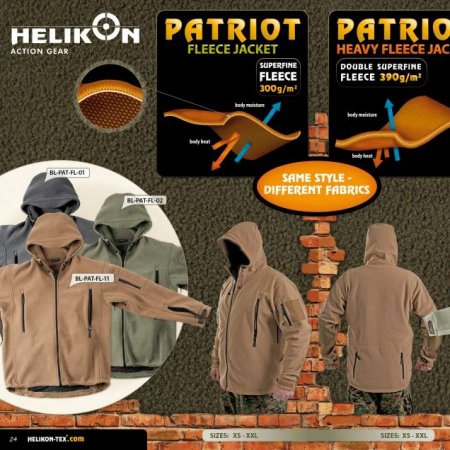 HELIKON
ACTION GEAR
PATRIOT
FLEECE JACKET
SUPERFINE
FLEECE
300g/m²
body moisture
body heat
PATRIO
HEAVY FLEECE JAC
DOUBLE SUPERFINE
FLEECE 390g/m²
body moisture
body heat
SAME STYLE -
DIFFERENT FABRICS
BL-PAT-FL-01
BL-PAT-FL-02
BL-PAT-FL-11
24 HELIKON-TEX.com
SIZES: XS - XXL
SIZES: XS - XXL